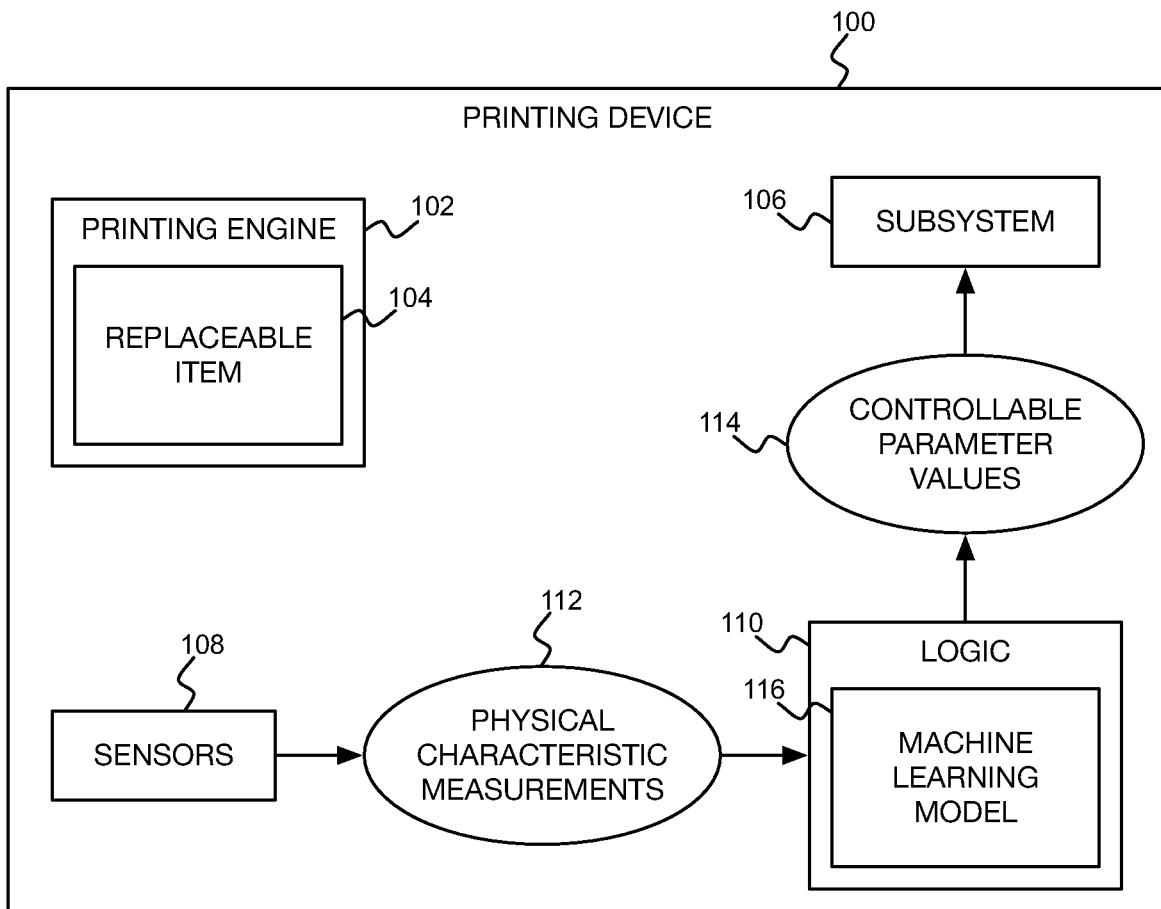 100
PRINTING DEVICE
102
PRINTING ENGINE
104
REPLACEABLE
ITEM
106
SUBSYSTEM
114
CONTROLLABLE
PARAMETER
VALUES
108
SENSORS
112
PHYSICAL
CHARACTERISTIC
MEASUREMENTS
110
LOGIC
116
MACHINE
LEARNING
MODEL